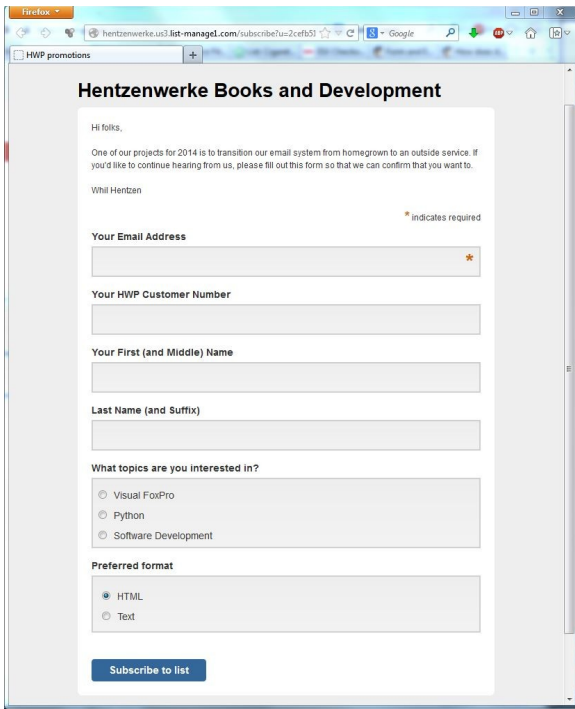 Firefox
hentzenwerke.us3.list-manage1.com/subscribe?u=2cefb51
Google
HWP promotions
Hentzenwerke Books and Development
Hi folks,
One of our projects for 2014 is to transition our email system from homegrown to an outside service. If
you'd like to continue hearing from us, please fill out this form so that we can confirm that you want to.
Whil Hentzen
* indicates required
Your Email Address
*
Your HWP Customer Number
Your First (and Middle) Name
Last Name (and Suffix)
What topics are you interested in?
Visual FoxPro
Python
Software Development
Preferred format
HTML
Text
Subscribe to list